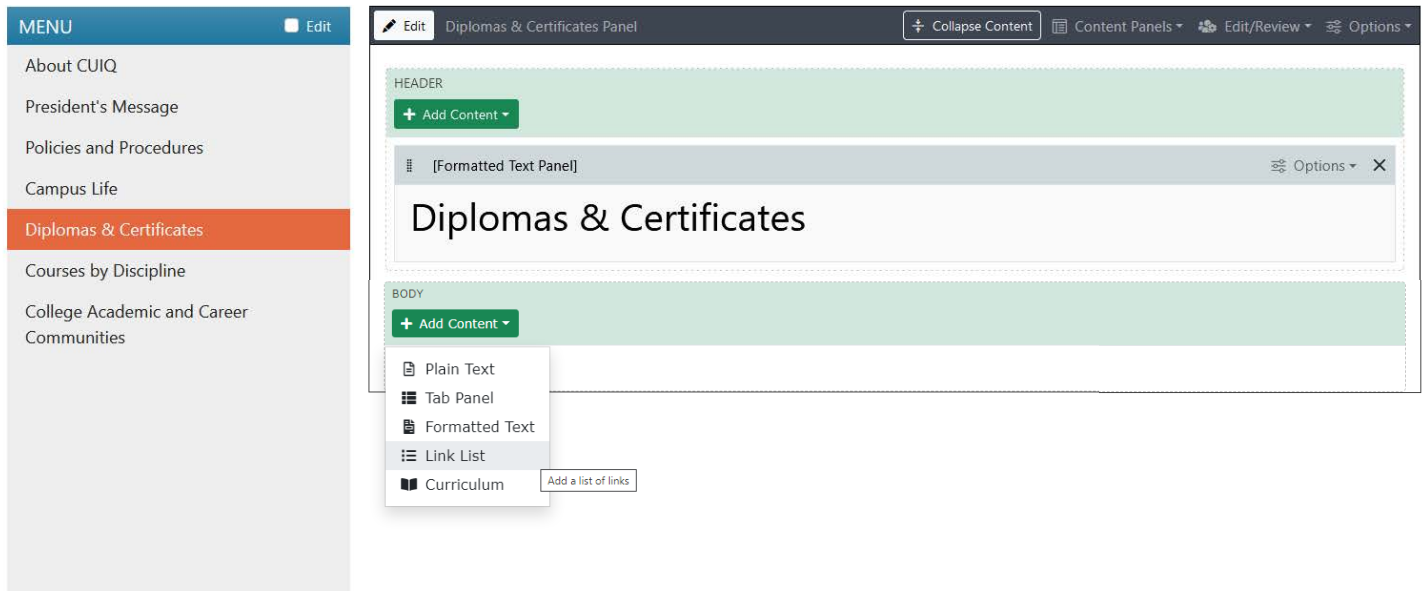 MENU
Edit
About CUIQ
President's Message
Policies and Procedures
Campus Life
Diplomas & Certificates
Courses by Discipline
College Academic and Career
Communities
Edit
Diplomas & Certificates Panel
Collapse Content
Content Panels
Edit/Review
Options
HEADER
Add Content
[Formatted Text Panel]
Options
Diplomas & Certificates
BODY
Add Content
Plain Text
Tab Panel
Formatted Text
Link List
Add a list of links
Curriculum